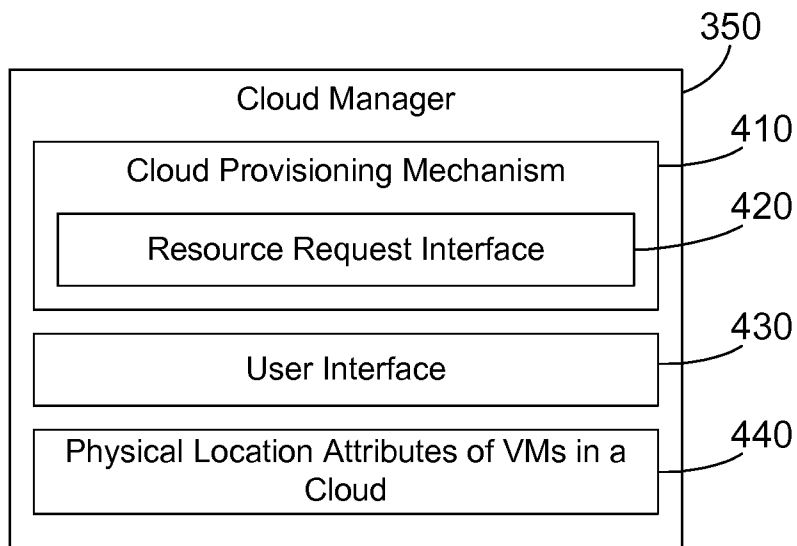 350
Cloud Manager
410
Cloud Provisioning Mechanism
420
Resource Request Interface
430
User Interface
440
Physical Location Attributes of VMs in a
Cloud